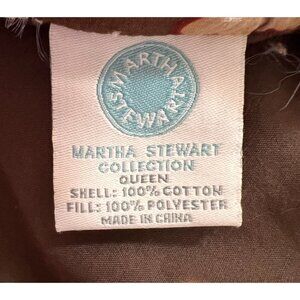 MARTHA
STEWART
MARTHA STEWART
COLLECTION
QUEEN
SHELL: 100% COTTON
FILL: 100% POLYESTER
MADE IN CHINA